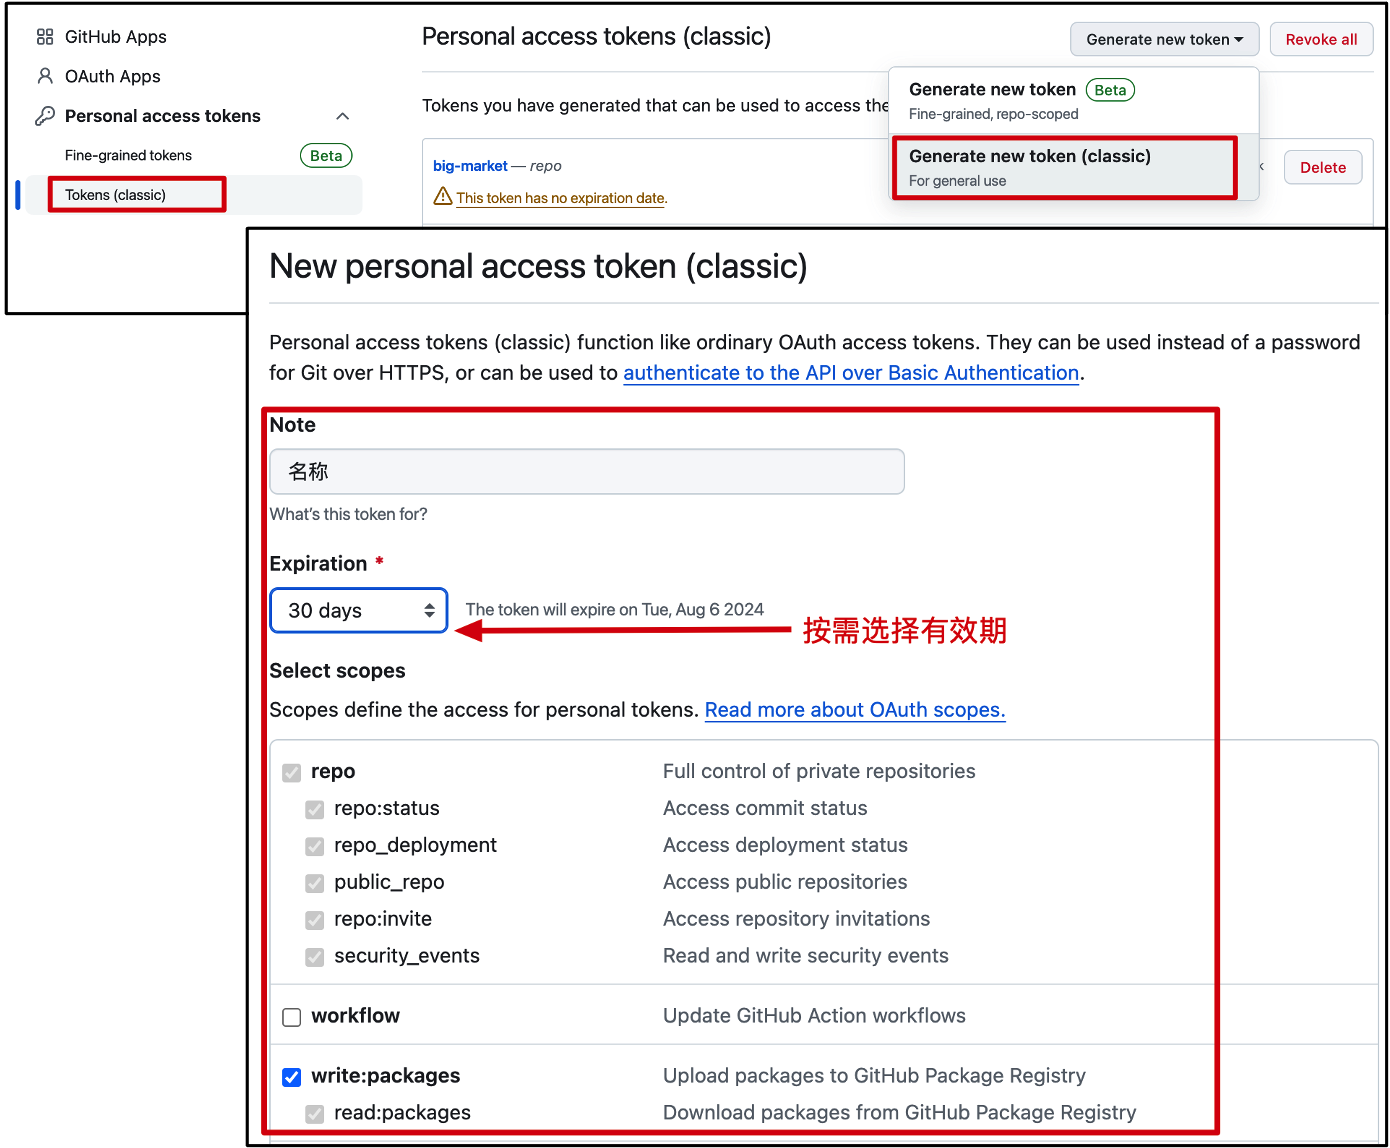 GitHub Apps
OAuth Apps
Personal access tokens
Fine-grained tokens Beta
Tokens (classic)
Personal access tokens (classic)
Generate new token
Revoke all
Tokens you have generated that can be used to access the
Generate new token Beta
Fine-grained, repo-scoped
Generate new token (classic)
For general use
big-market — repo
Delete
This token has no expiration date.
New personal access token (classic)
Personal access tokens (classic) function like ordinary OAuth access tokens. They can be used instead of a password
for Git over HTTPS, or can be used to authenticate to the API over Basic Authentication.
Note
名称
What's this token for?
Expiration *
30 days
The token will expire on Tue, Aug 6 2024
按需选择有效期
Select scopes
Scopes define the access for personal tokens. Read more about OAuth scopes.
repo Full control of private repositories
repo:status Access commit status
repo_deployment Access deployment status
public_repo Access public repositories
repo:invite Access repository invitations
security_events Read and write security events
workflow Update GitHub Action workflows
write:packages Upload packages to GitHub Package Registry
read:packages Download packages from GitHub Package Registry